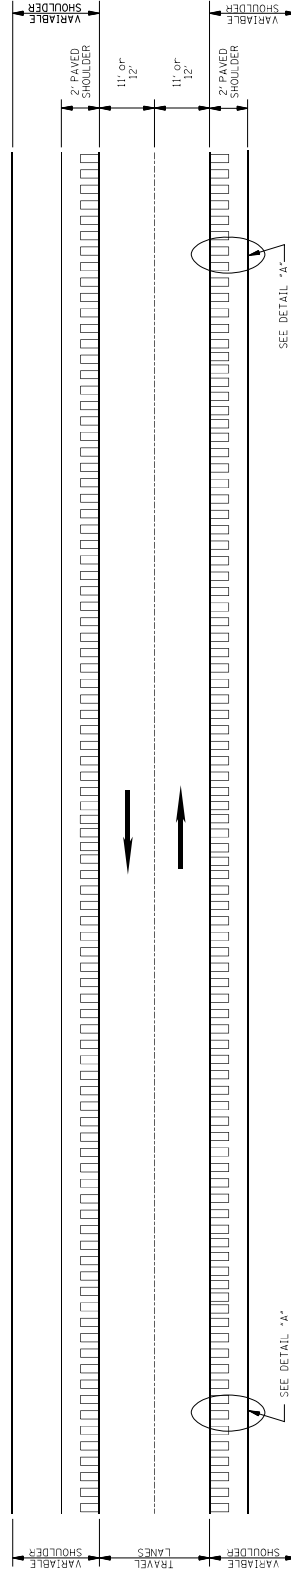 VARIABLE
SHOULDER
2' PAVED
SHOULDER
11' or
12'
11' or
12'
2' PAVED
SHOULDER
VARIABLE
SHOULDER
SEE DETAIL "A"
SEE DETAIL "A"
VARIABLE
SHOULDER
TRAVEL
LANES
VARIABLE
SHOULDER